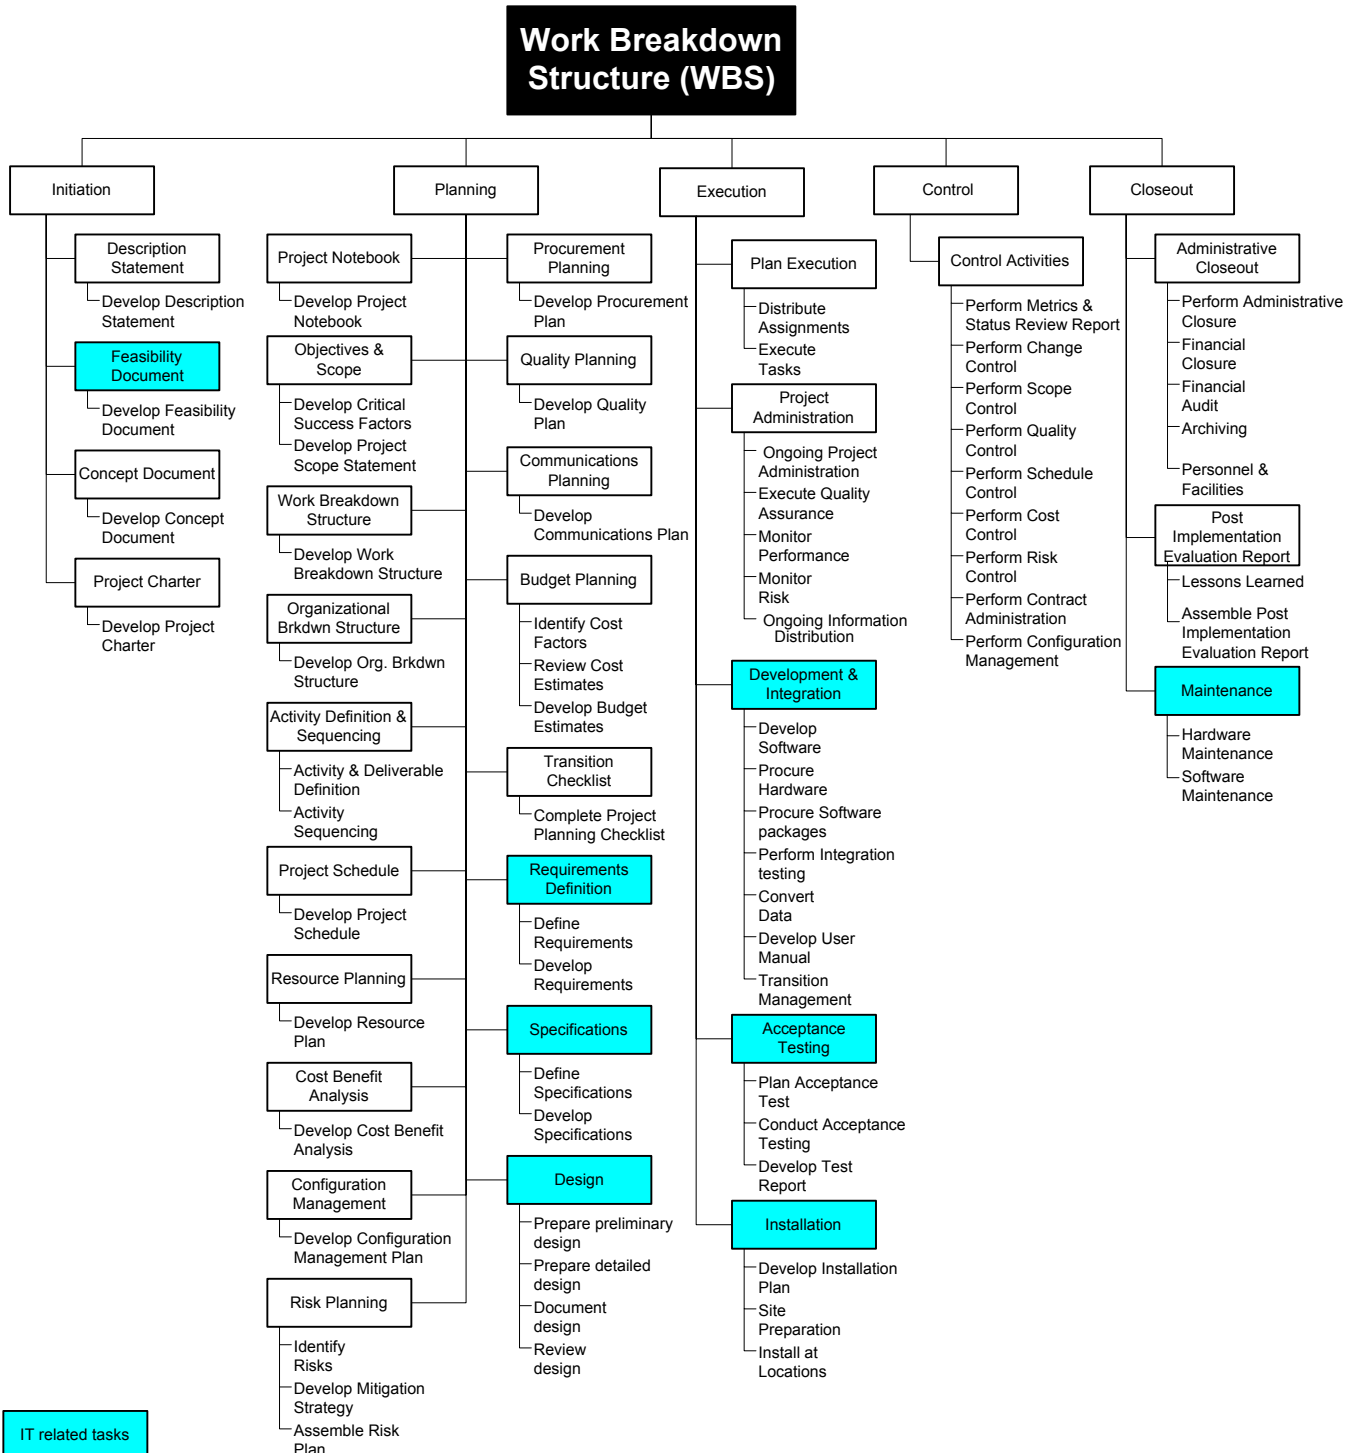 Work Breakdown
Structure (WBS)
Initiation
Description
Statement
Develop Description
Statement
Feasibility
Document
Develop Feasibility
Document
Concept Document
Develop Concept
Document
Project Charter
Develop Project
Charter
Planning
Project Notebook
Develop Project
Notebook
Objectives &
Scope
Develop Critical
Success Factors
Develop Project
Scope Statement
Work Breakdown
Structure
Develop Work
Breakdown Structure
Organizational
Brkdwn Structure
Develop Org. Brkdwn
Structure
Activity Definition &
Sequencing
Activity & Deliverable
Definition
Activity
Sequencing
Project Schedule
Develop Project
Schedule
Resource Planning
Develop Resource
Plan
Cost Benefit
Analysis
Develop Cost Benefit
Analysis
Configuration
Management
Develop Configuration
Management Plan
Risk Planning
Identify
Risks
Develop Mitigation
Strategy
Assemble Risk
Plan
Procurement
Planning
Develop Procurement
Plan
Quality Planning
Develop Quality
Plan
Communications
Planning
Develop
Communications Plan
Budget Planning
Identify Cost
Factors
Review Cost
Estimates
Develop Budget
Estimates
Transition
Checklist
Complete Project
Planning Checklist
Requirements
Definition
Define
Requirements
Develop
Requirements
Specifications
Define
Specifications
Develop
Specifications
Design
Prepare preliminary
design
Prepare detailed
design
Document
design
Review
design
Execution
Plan Execution
Distribute
Assignments
Execute
Tasks
Project
Administration
Ongoing Project
Administration
Execute Quality
Assurance
Monitor
Performance
Monitor
Risk
Ongoing Information
Distribution
Development &
Integration
Develop
Software
Procure
Hardware
Procure Software
packages
Perform Integration
testing
Convert
Data
Develop User
Manual
Transition
Management
Acceptance
Testing
Plan Acceptance
Test
Conduct Acceptance
Testing
Develop Test
Report
Installation
Develop Installation
Plan
Site
Preparation
Install at
Locations
Control
Control Activities
Perform Metrics &
Status Review Report
Perform Change
Control
Perform Scope
Control
Perform Quality
Control
Perform Schedule
Control
Perform Cost
Control
Perform Risk
Control
Perform Contract
Administration
Perform Configuration
Management
Closeout
Administrative
Closeout
Perform Administrative
Closure
Financial
Closure
Financial
Audit
Archiving
Personnel &
Facilities
Post
Implementation
Evaluation Report
Lessons Learned
Assemble Post
Implementation
Evaluation Report
Maintenance
Hardware
Maintenance
Software
Maintenance
IT related tasks